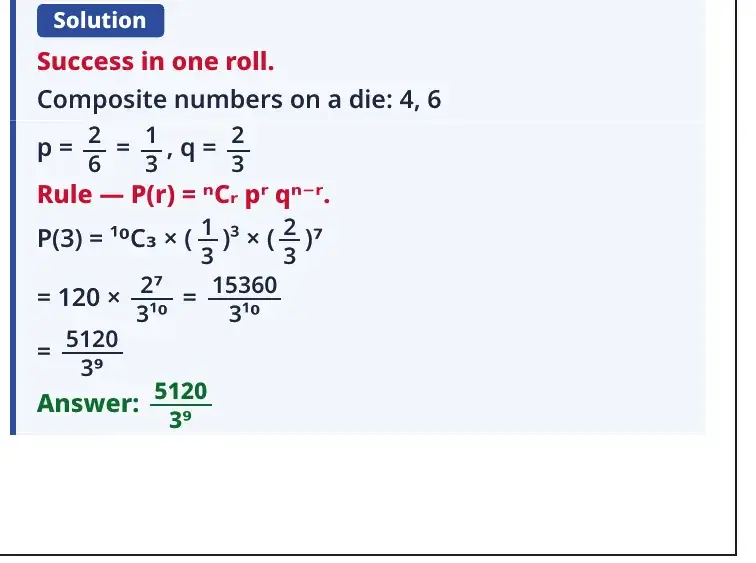 Solution
Success in one roll.
Composite numbers on a die: 4, 6
p = 2/6 = 1/3, q = 2/3
Rule — P(r) = ⁿCᵣ pʳ qⁿ⁻ʳ.
P(3) = ¹⁰C₃ × (1/3)³ × (2/3)⁷
= 120 × 2⁷/3¹⁰ = 15360/3¹⁰
= 5120/3⁹
Answer: 5120/3⁹